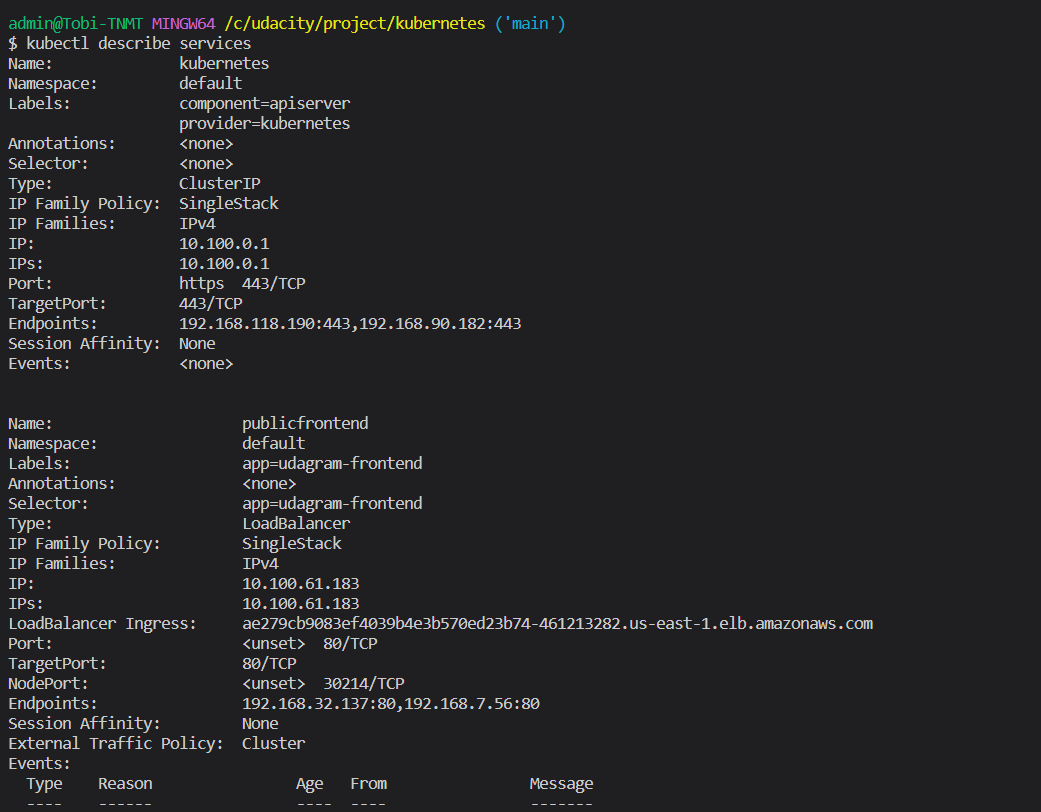 admin@Tobi-TNMT MINGW64 /c/udacity/project/kubernetes ('main')
$ kubectl describe services
Name:              kubernetes
Namespace:         default
Labels:            component=apiserver
                   provider=kubernetes
Annotations:       <none>
Selector:          <none>
Type:              ClusterIP
IP Family Policy:  SingleStack
IP Families:       IPv4
IP:                10.100.0.1
IPs:               10.100.0.1
Port:              https  443/TCP
TargetPort:        443/TCP
Endpoints:         192.168.118.190:443,192.168.90.182:443
Session Affinity:  None
Events:            <none>

Name:                     publicfrontend
Namespace:                default
Labels:                   app=udagram-frontend
Annotations:              <none>
Selector:                 app=udagram-frontend
Type:                     LoadBalancer
IP Family Policy:         SingleStack
IP Families:              IPv4
IP:                       10.100.61.183
IPs:                      10.100.61.183
LoadBalancer Ingress:     ae279cb9083ef4039b4e3b570ed23b74-461213282.us-east-1.elb.amazonaws.com
Port:                     <unset>  80/TCP
TargetPort:               80/TCP
NodePort:                 <unset>  30214/TCP
Endpoints:                192.168.32.137:80,192.168.7.56:80
Session Affinity:         None
External Traffic Policy:  Cluster
Events:
  Type    Reason                Age   From                Message
  ----    ------                ----  ----                -------